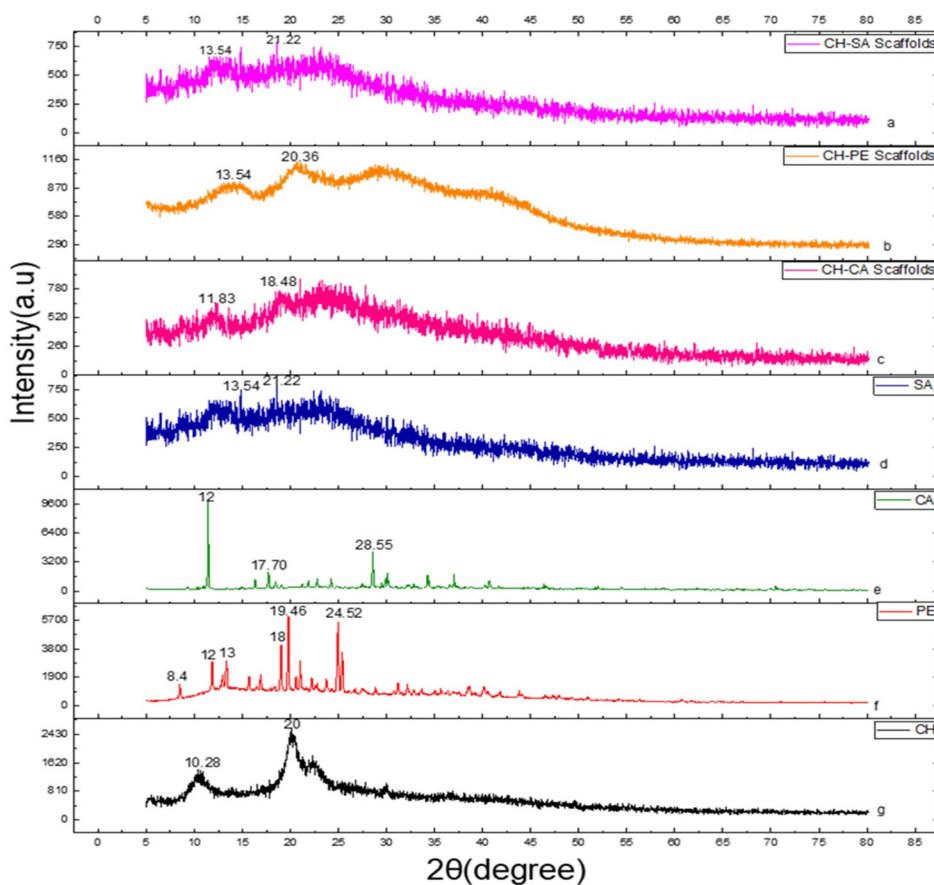 0 5 10 15 20 25 30 35 40 45 50 55 60 65 70 75 80 85
Intensity(a.u)
CH-SA Scaffolds
750
500
250
0
13.54
21.22
a
CH-PE Scaffolds
1160
870
580
290
13.54
20.36
b
CH-CA Scaffolds
780
520
260
0
11.83
18.48
c
SA
750
500
250
0
13.54
21.22
d
CA
9600
6400
3200
0
12
17.70
28.55
e
PE
5700
3800
1900
0
8.4
12
13
18
19.46
24.52
f
CH
2430
1620
810
0
10.28
20
g
0 5 10 15 20 25 30 35 40 45 50 55 60 65 70 75 80 85
2θ(degree)